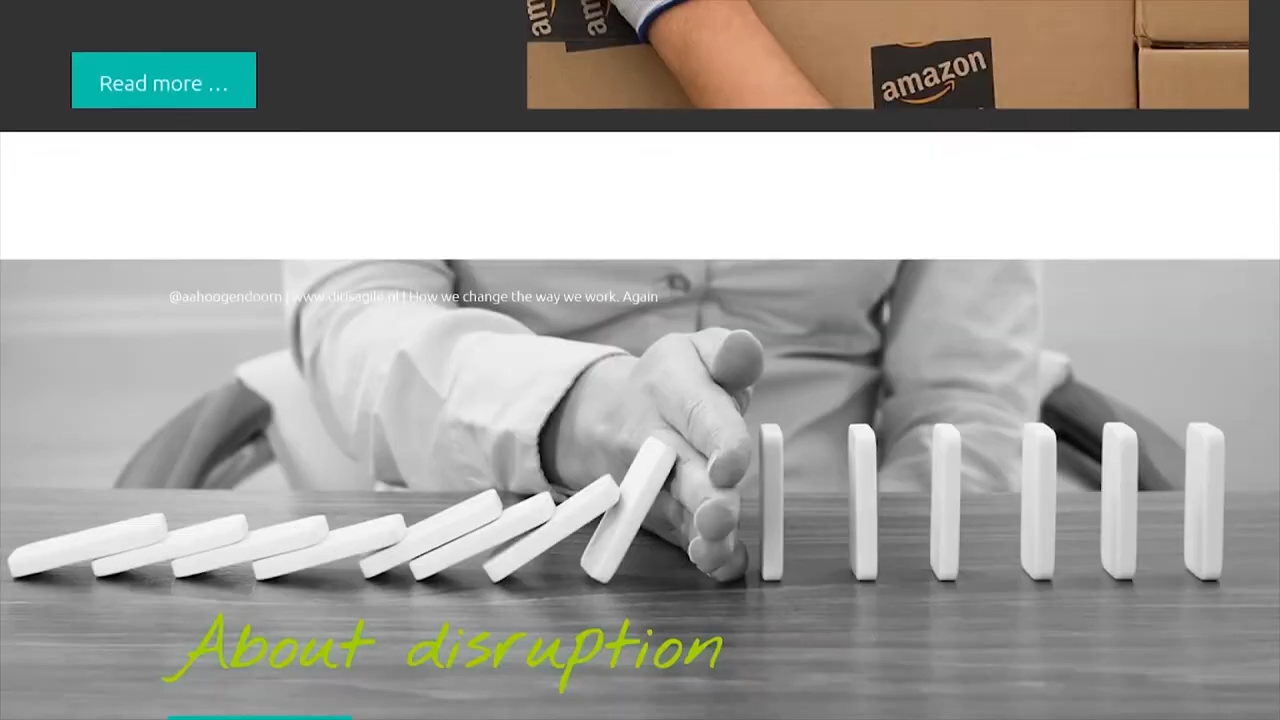 Read more ...
amazon
@aahoogendoorn | www.ditisagile.nl | How we change the way we work. Again
About disruption